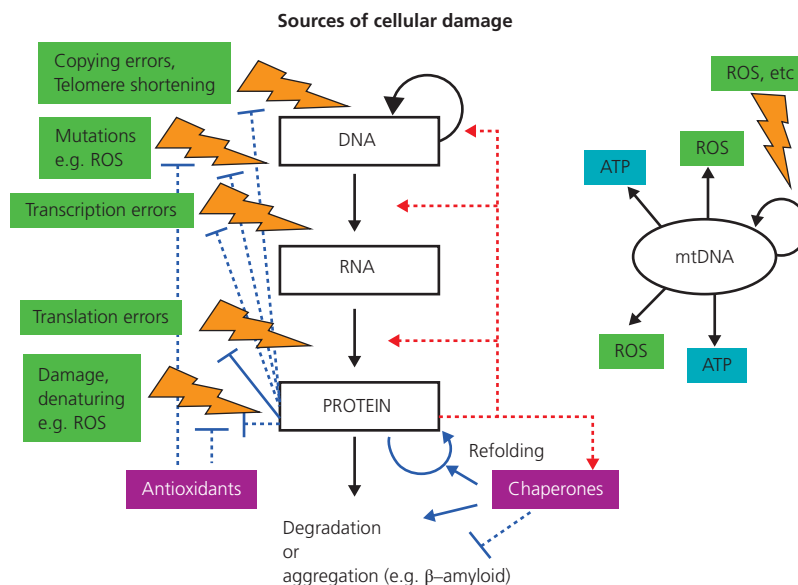 Sources of cellular damage
Copying errors,
Telomere shortening
Mutations
e.g. ROS
Transcription errors
Translation errors
Damage,
denaturing
e.g. ROS
Antioxidants
DNA
RNA
PROTEIN
Refolding
Chaperones
Degradation
or
aggregation (e.g. β–amyloid)
ROS, etc
ROS
ATP
mtDNA
ROS
ATP